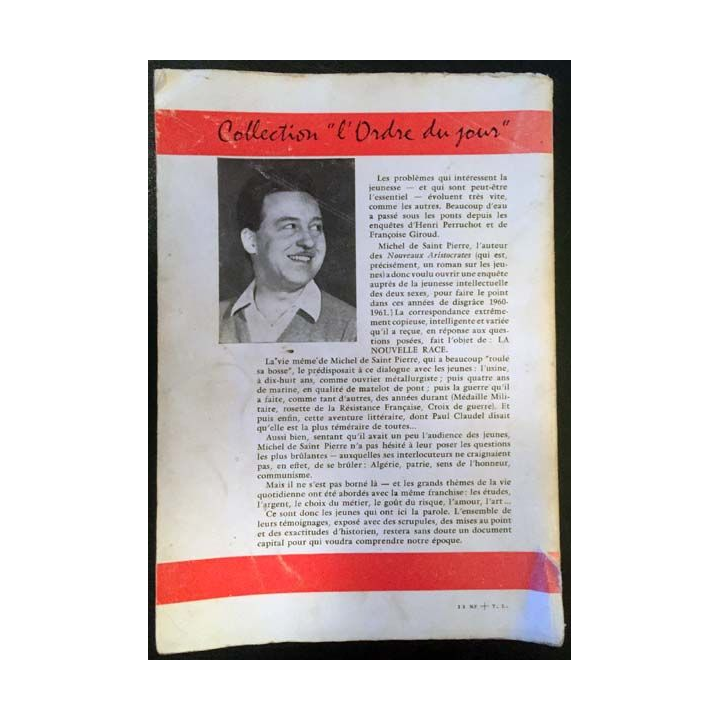 Collection "l'Ordre du jour"
Les problèmes qui intéressent la
jeunesse — et qui sont peut-être
l'essentiel — évoluent très vite,
comme les autres. Beaucoup d'eau
a passé sous les ponts depuis les
enquêtes d'Henri Perruchot et de
Françoise Giroud.
Michel de Saint Pierre, l'auteur
des Nouveaux Aristocrates (qui est,
précisément, un roman sur les jeu-
nes) a donc voulu ouvrir une enquête
auprès de la jeunesse intellectuelle
des deux sexes, pour faire le point
dans ces années de disgrâce 1960-
1961. La correspondance extrême-
ment copieuse, intelligente et variée
qu'il a reçue, en réponse aux ques-
tions posées, fait l'objet de : LA
NOUVELLE RACE.
La vie même de Michel de Saint Pierre, qui a beaucoup "roulé
sa bosse", le prédisposait à ce dialogue avec les jeunes : l'usine,
à dix-huit ans, comme ouvrier métallurgiste ; puis quatre ans
de marine, en qualité de matelot de pont ; puis la guerre qu'il
a faite, comme tant d'autres, des années durant (Médaille Mili-
taire, rosette de la Résistance Française, Croix de guerre). Et
puis enfin, cette aventure littéraire, dont Paul Claudel disait
qu'elle est la plus téméraire de toutes...
Aussi bien, sentant qu'il avait un peu l'audience des jeunes,
Michel de Saint Pierre n'a pas hésité à leur poser les questions
les plus brûlantes — auxquelles ses interlocuteurs ne craignaient
pas, en effet, de se brûler : Algérie, patrie, sens de l'honneur,
communisme.
Mais il ne s'est pas borné là — et les grands thèmes de la vie
quotidienne ont été abordés avec la même franchise : les études,
l'argent, le choix du métier, le goût du risque, l'amour, l'art...
Ce sont donc les jeunes qui ont ici la parole. L'ensemble de
leurs témoignages, exposé avec des scrupules, des mises au point
et des exactitudes d'historien, restera sans doute un document
capital pour qui voudra comprendre notre époque.
11 NF + T. L.